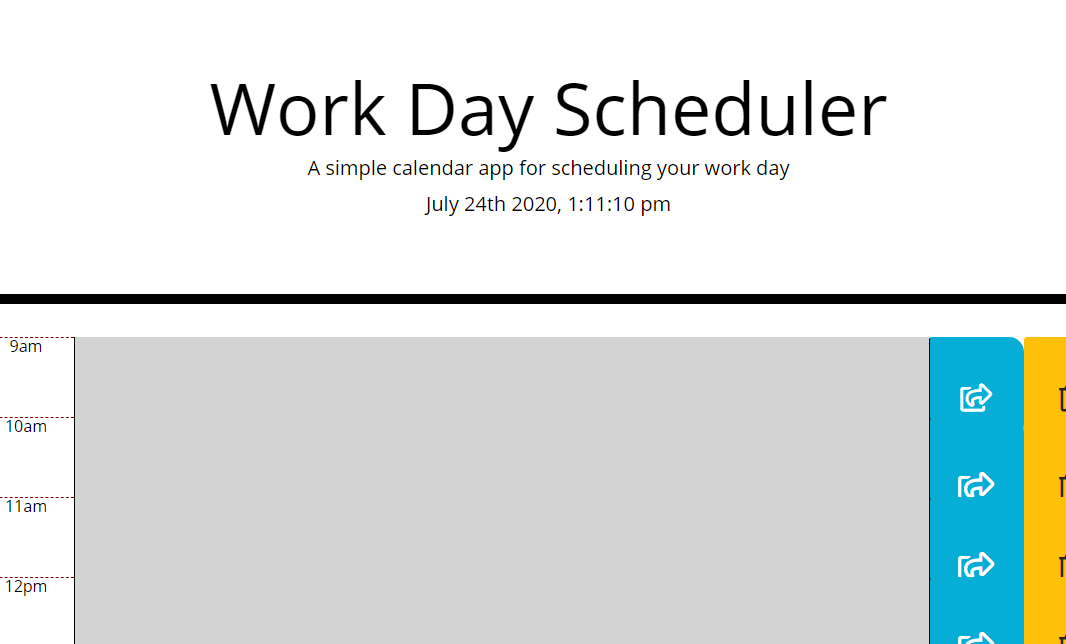 Work Day Scheduler
A simple calendar app for scheduling your work day
July 24th 2020, 1:11:10 pm
9am
10am
11am
12pm